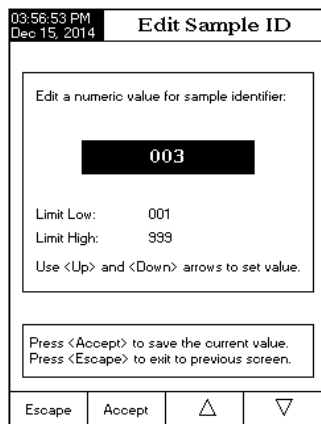 03:56:53 PM
Dec 15, 2014
Edit Sample ID
Edit a numeric value for sample identifier:
003
Limit Low: 001
Limit High: 999
Use <Up> and <Down> arrows to set value.
Press <Accept> to save the current value.
Press <Escape> to exit to previous screen.
Escape Accept △ ▽